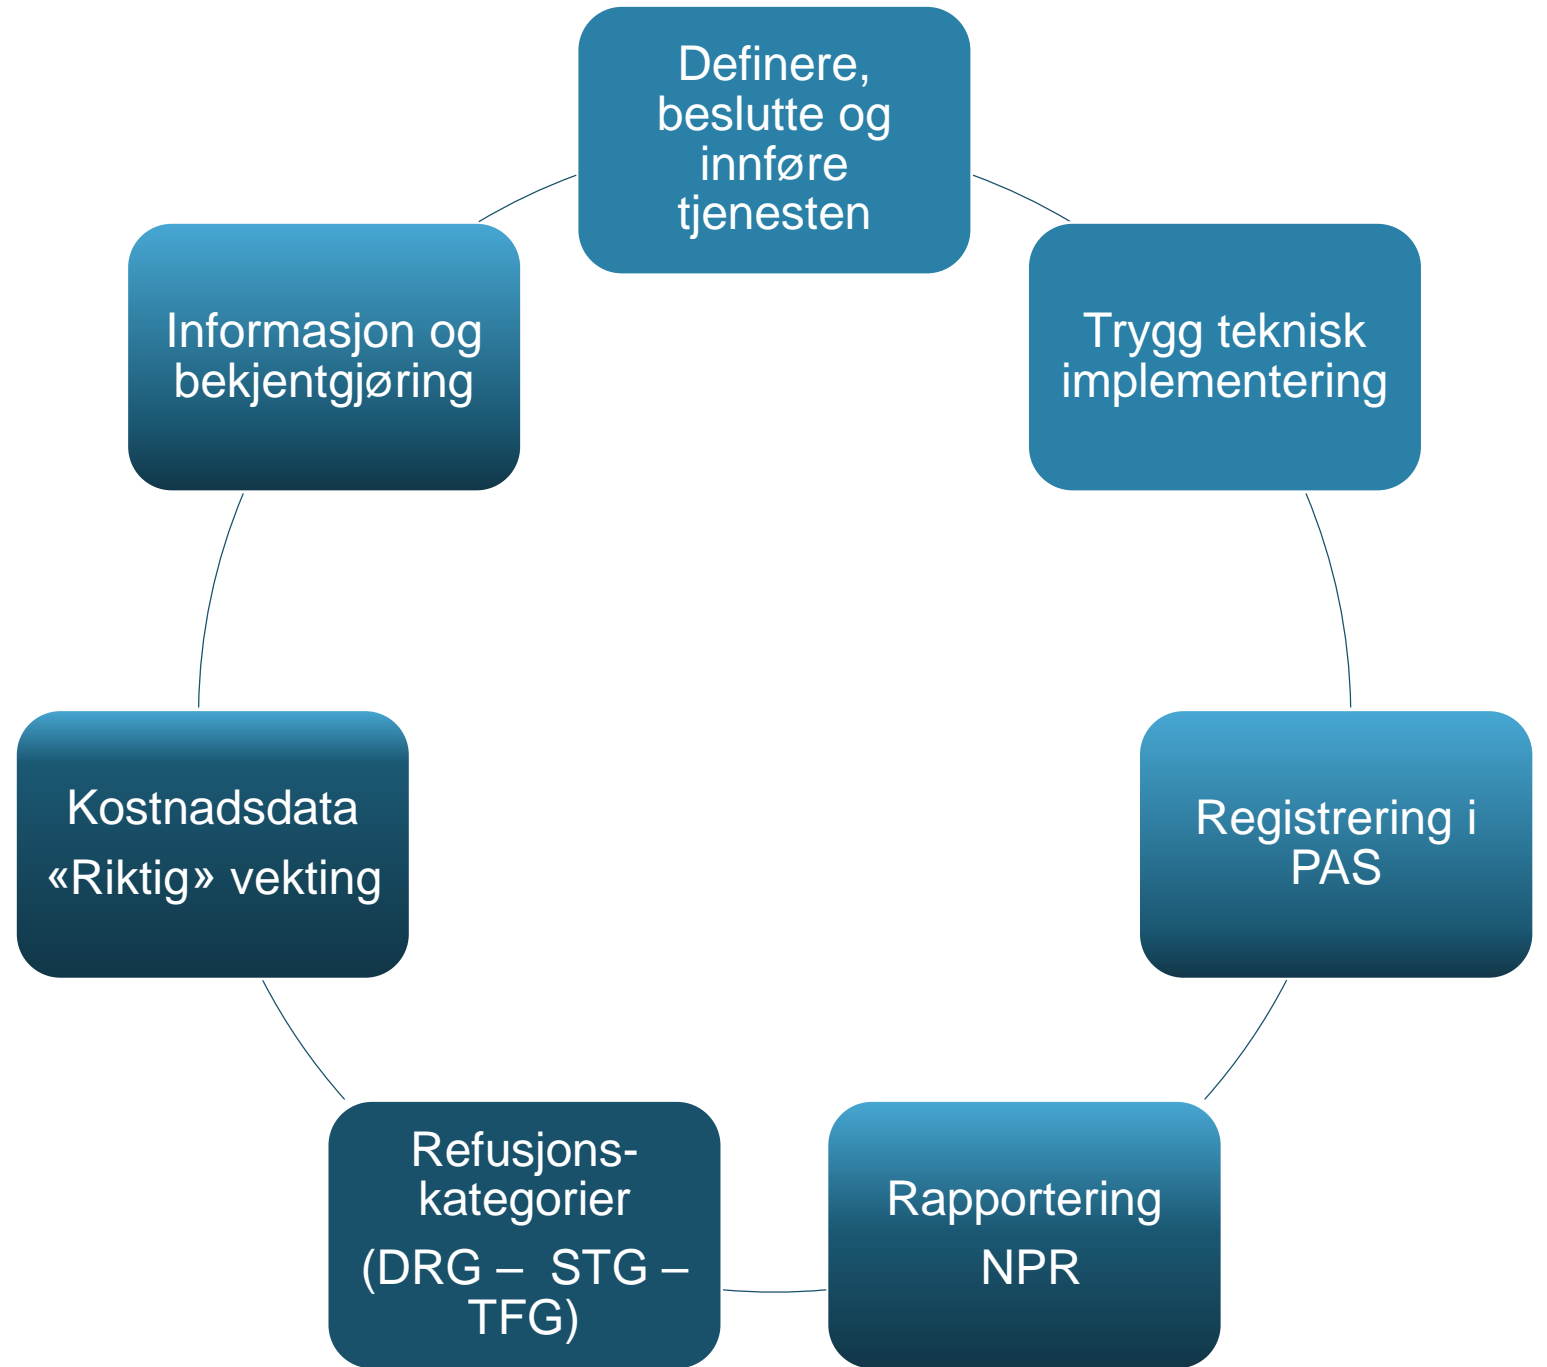 Definere,
beslutte og
innføre
tjenesten
Trygg teknisk
implementering
Registrering i
PAS
Rapportering
NPR
Refusjons-
kategorier
(DRG – STG –
TFG)
Kostnadsdata
«Riktig» vekting
Informasjon og
bekjentgjøring